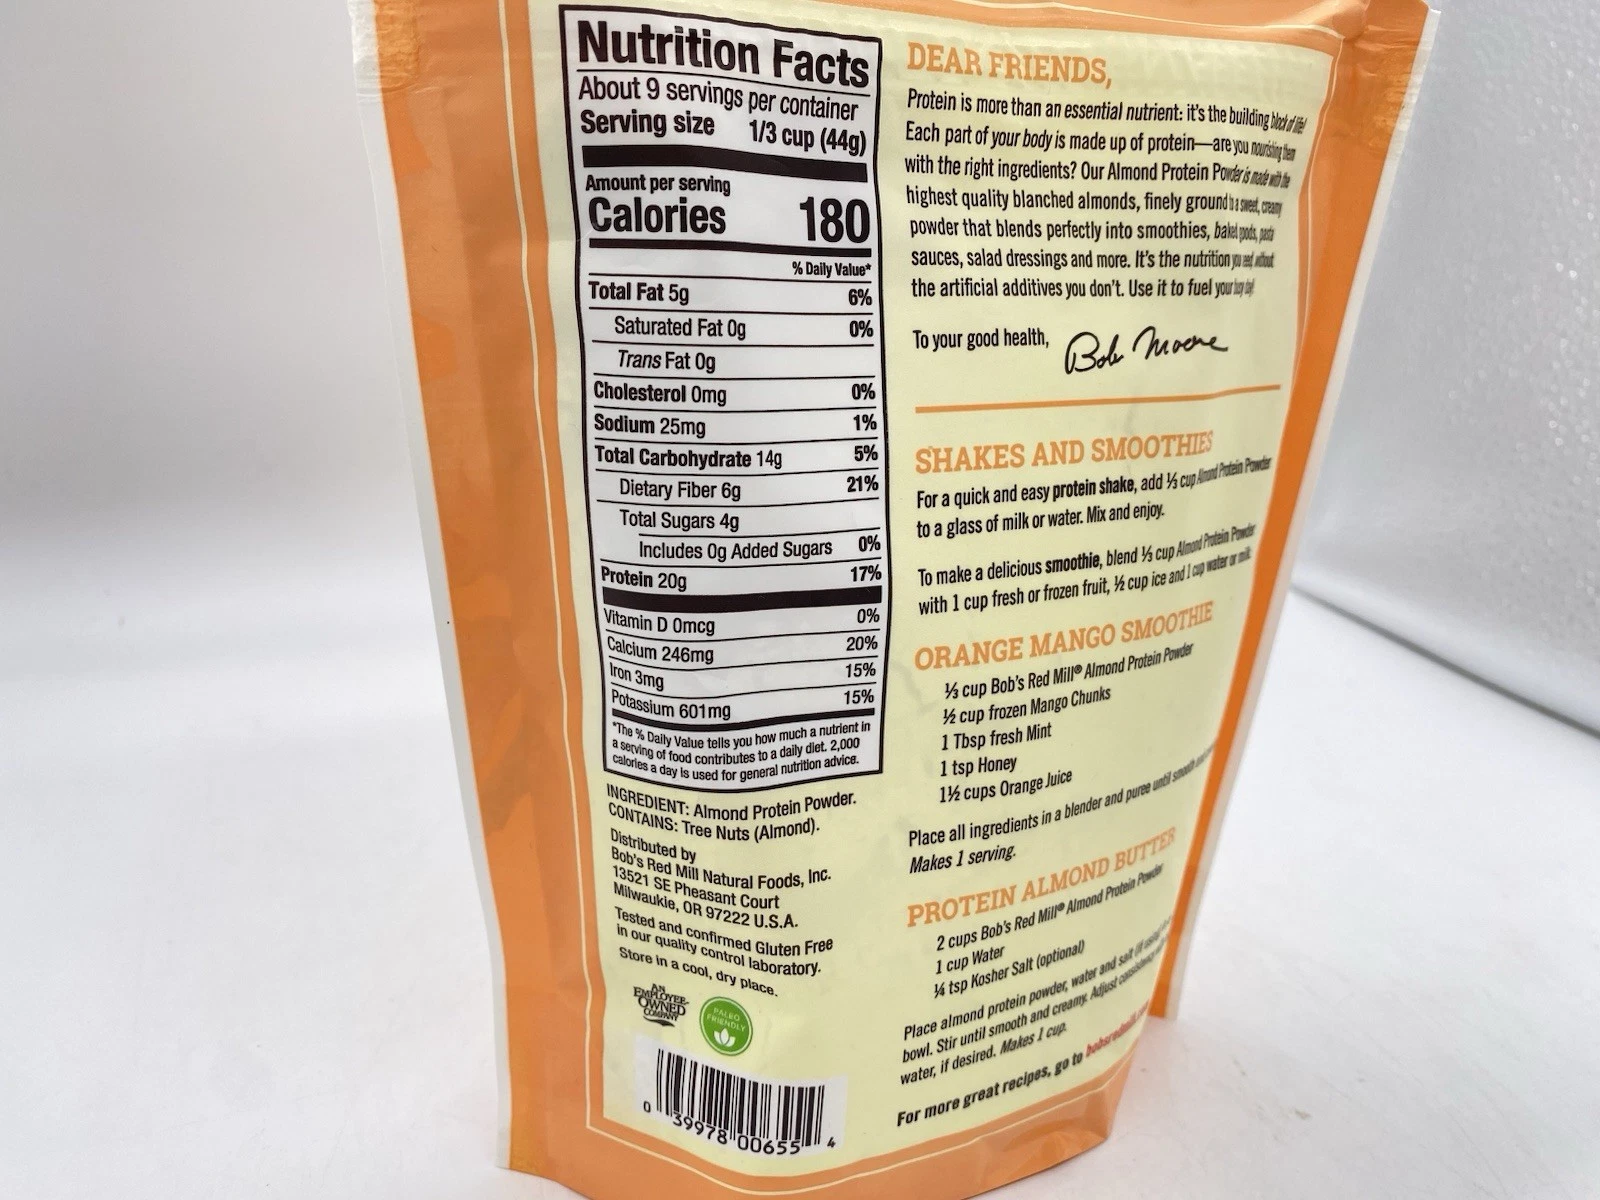 Nutrition Facts
About 9 servings per container
Serving size 1/3 cup (44g)
Amount per serving
Calories 180
% Daily Value*
Total Fat 5g 6%
Saturated Fat 0g 0%
Trans Fat 0g
Cholesterol 0mg 0%
Sodium 25mg 1%
Total Carbohydrate 14g 5%
Dietary Fiber 6g 21%
Total Sugars 4g
Includes 0g Added Sugars 0%
Protein 20g 17%
Vitamin D 0mcg 0%
Calcium 246mg 20%
Iron 3mg 15%
Potassium 601mg 15%
*The % Daily Value tells you how much a nutrient in
a serving of food contributes to a daily diet. 2,000
calories a day is used for general nutrition advice.
INGREDIENT: Almond Protein Powder.
CONTAINS: Tree Nuts (Almond).
Distributed by
Bob's Red Mill Natural Foods, Inc.
13521 SE Pheasant Court
Milwaukie, OR 97222 U.S.A.
Tested and confirmed Gluten Free
in our quality control laboratory.
Store in a cool, dry place.
AN
EMPLOYEE-
OWNED
COMPANY
PALEO
FRIENDLY
0 39978 00655 4
DEAR FRIENDS,
Protein is more than an essential nutrient: it's the building block of life!
Each part of your body is made up of protein—are you nourishing them
with the right ingredients? Our Almond Protein Powder is made with the
highest quality blanched almonds, finely ground to a sweet, creamy
powder that blends perfectly into smoothies, baked goods, pasta
sauces, salad dressings and more. It's the nutrition you need without
the artificial additives you don't. Use it to fuel your busy day!
To your good health, Bob Moore
SHAKES AND SMOOTHIES
For a quick and easy protein shake, add ⅓ cup Almond Protein Powder
to a glass of milk or water. Mix and enjoy.
To make a delicious smoothie, blend ⅓ cup Almond Protein Powder
with 1 cup fresh or frozen fruit, ½ cup ice and 1 cup water or milk.
ORANGE MANGO SMOOTHIE
⅓ cup Bob's Red Mill® Almond Protein Powder
½ cup frozen Mango Chunks
1 Tbsp fresh Mint
1 tsp Honey
1½ cups Orange Juice
Place all ingredients in a blender and puree until smooth
Makes 1 serving.
PROTEIN ALMOND BUTTER
2 cups Bob's Red Mill® Almond Protein Powder
1 cup Water
¼ tsp Kosher Salt (optional)
Place almond protein powder, water and salt (if using)
bowl. Stir until smooth and creamy. Adjust consistency
water, if desired. Makes 1 cup.
For more great recipes, go to